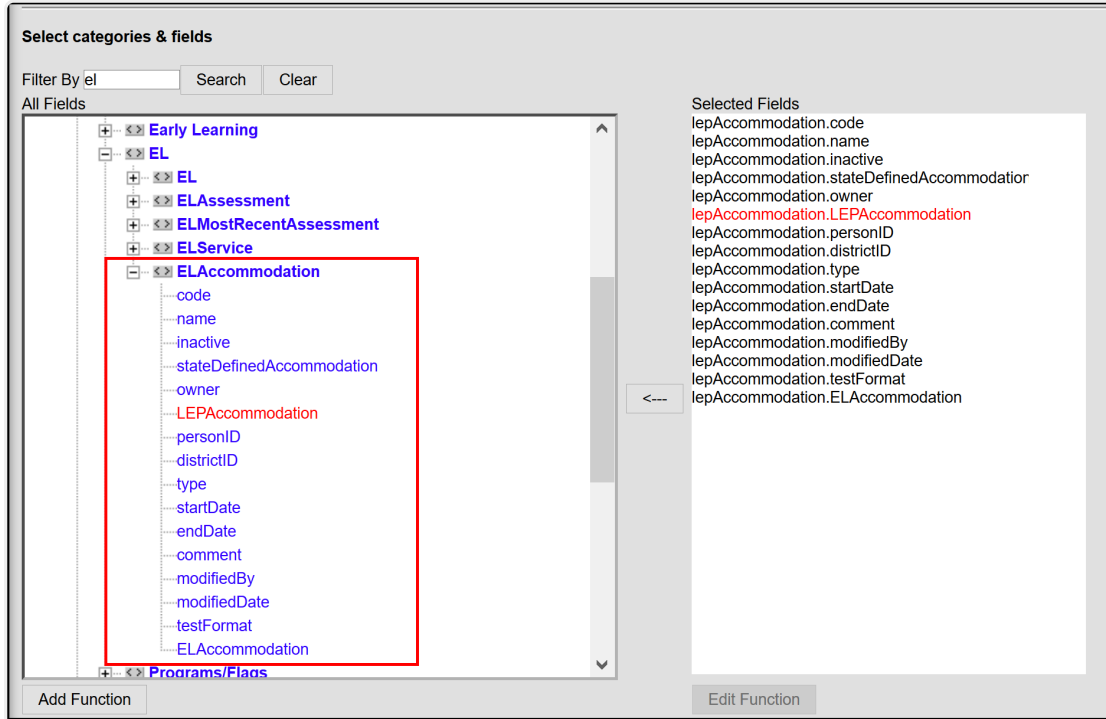 Select categories & fields
Filter By el Search Clear
All Fields
Early Learning
EL
EL
ELAssessment
ELMostRecentAssessment
ELService
ELAccommodation
code
name
inactive
stateDefinedAccommodation
owner
LEPAccommodation
personID
districtID
type
startDate
endDate
comment
modifiedBy
modifiedDate
testFormat
ELAccommodation
Programs/Flags
Add Function
<---
Selected Fields
lepAccommodation.code
lepAccommodation.name
lepAccommodation.inactive
lepAccommodation.stateDefinedAccommodation
lepAccommodation.owner
lepAccommodation.LEPAccommodation
lepAccommodation.personID
lepAccommodation.districtID
lepAccommodation.type
lepAccommodation.startDate
lepAccommodation.endDate
lepAccommodation.comment
lepAccommodation.modifiedBy
lepAccommodation.modifiedDate
lepAccommodation.testFormat
lepAccommodation.ELAccommodation
Edit Function